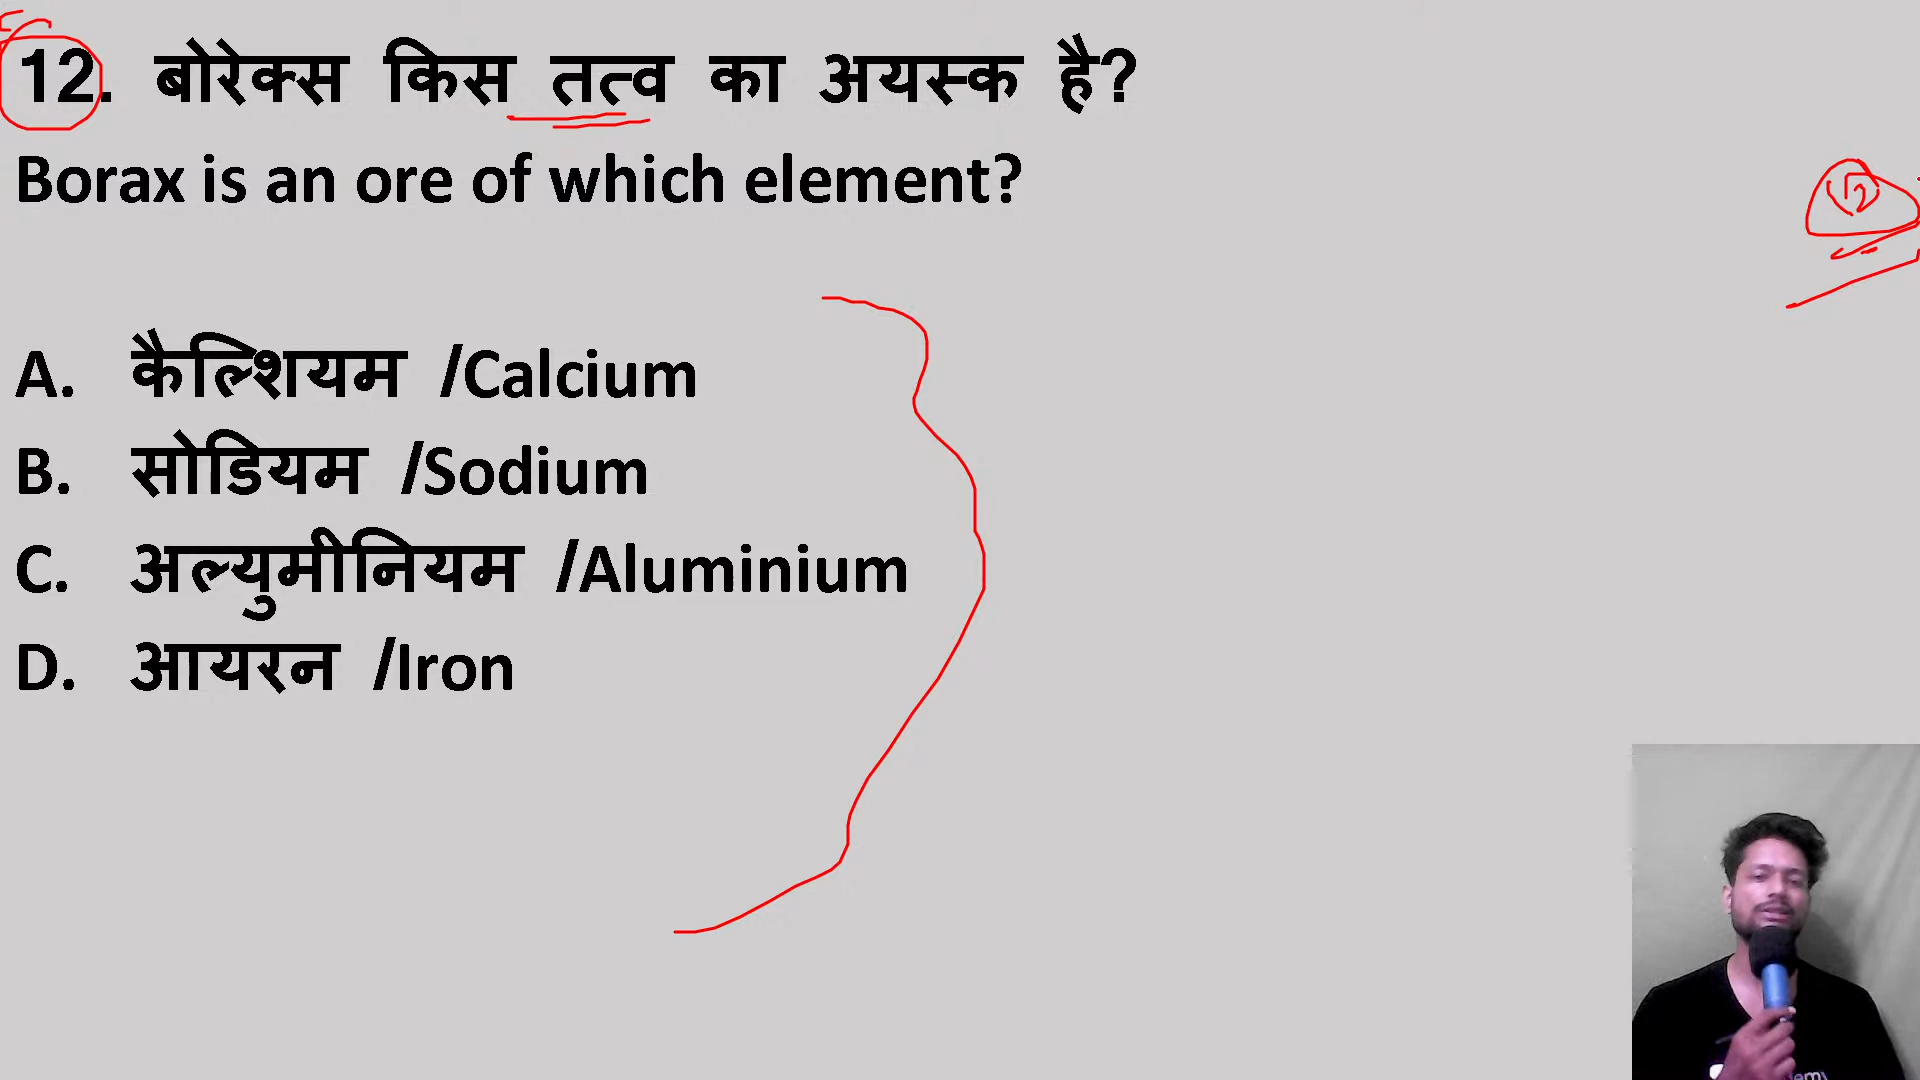 12. बोरेक्स किस तत्व का अयस्क है?
Borax is an ore of which element?
A. कैल्शियम /Calcium
B. सोडियम /Sodium
C. अल्युमीनियम /Aluminium
D. आयरन /Iron